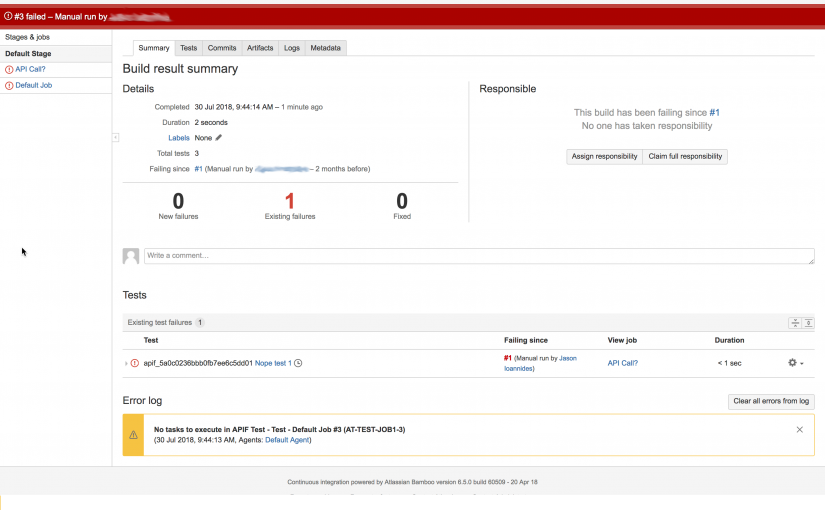 #3 failed – Manual run by
Stages & jobs
Default Stage
API Call?
Default Job
Summary Tests Commits Artifacts Logs Metadata
Build result summary
Details
Completed 30 Jul 2018, 9:44:14 AM – 1 minute ago
Duration 2 seconds
Labels None
Total tests 3
Failing since #1 (Manual run by – 2 months before)
0 1 0
New failures Existing failures Fixed
Responsible
This build has been failing since #1
No one has taken responsibility
Assign responsibility Claim full responsibility
Write a comment...
Tests
Existing test failures 1
Test Failing since View job Duration
apif_5a0c0236bbb0fb7ee6c5dd01 Nope test 1 #1 (Manual run by Jason API Call? < 1 sec
Ioannides)
Error log Clear all errors from log
No tasks to execute in APIF Test - Test - Default Job #3 (AT-TEST-JOB1-3)
(30 Jul 2018, 9:44:13 AM, Agents: Default Agent)
Continuous integration powered by Atlassian Bamboo version 6.5.0 build 60509 - 20 Apr 18